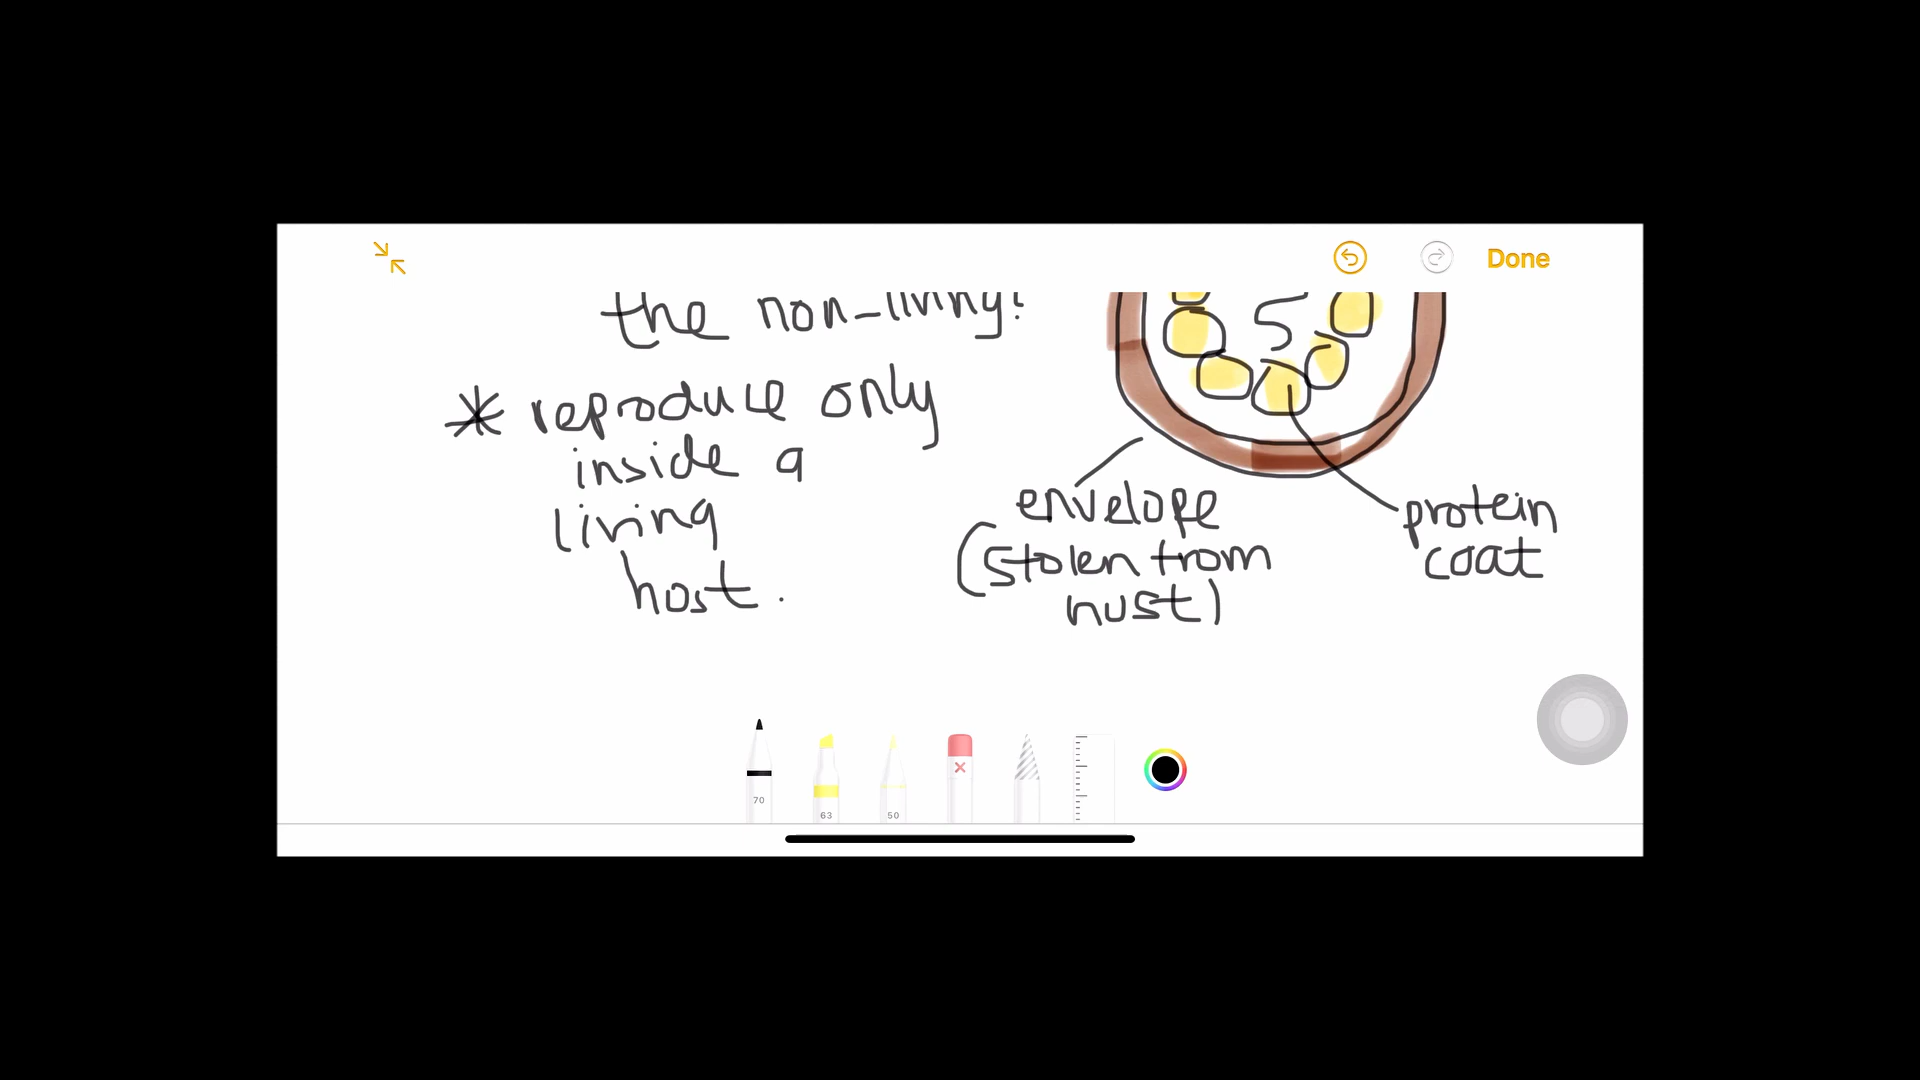 Done
the non-living!
* reproduce only
inside a
living
host.
envelope
(stolen from
host)
protein
coat
70
63
50